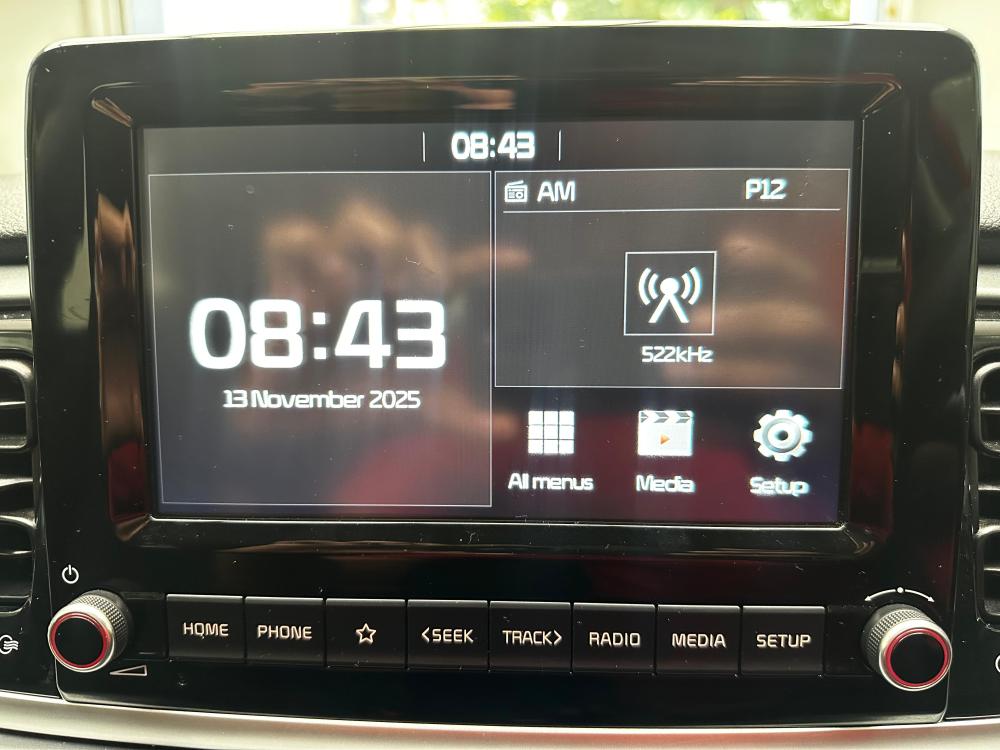 08:43
AM P12
522kHz
08:43
13 November 2025
All menus Media Setup
HOME PHONE <SEEK TRACK> RADIO MEDIA SETUP